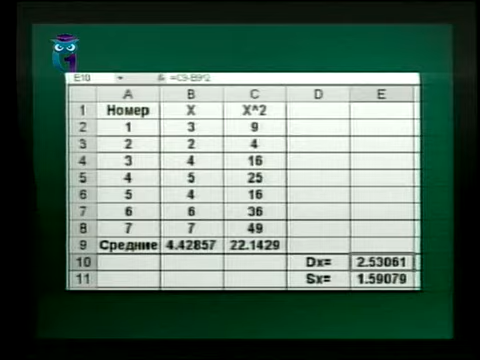 E10 =C9-B9^2
A B C D E
1 Номер X X^2
2 1 3 9
3 2 2 4
4 3 4 16
5 4 5 25
6 5 4 16
7 6 6 36
8 7 7 49
9 Средние 4.42857 22.1429
10 Dx= 2.53061
11 Sx= 1.59079